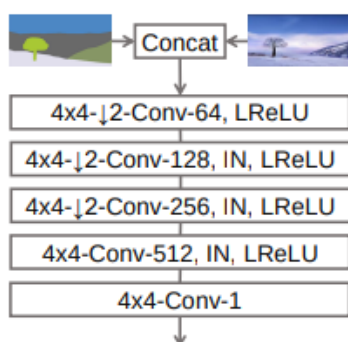 Concat
4x4-↓2-Conv-64, LReLU
4x4-↓2-Conv-128, IN, LReLU
4x4-↓2-Conv-256, IN, LReLU
4x4-Conv-512, IN, LReLU
4x4-Conv-1